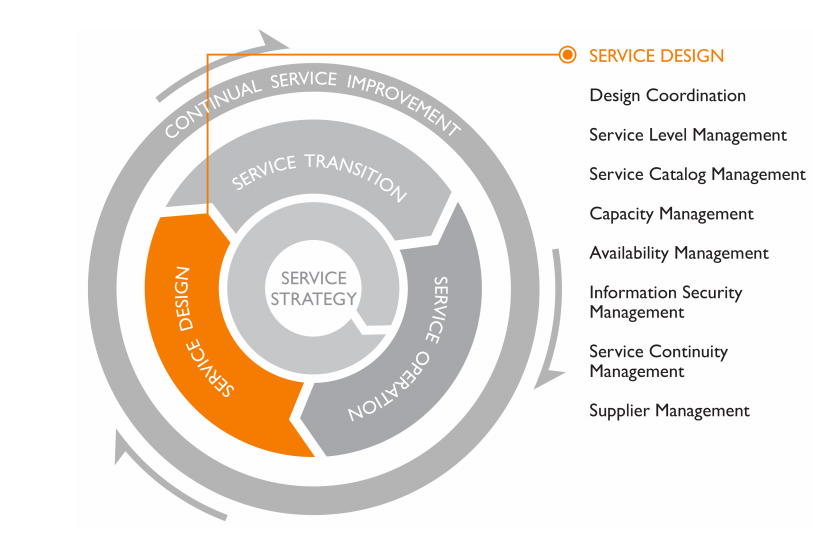 CONTINUAL SERVICE IMPROVEMENT
SERVICE TRANSITION
SERVICE
STRATEGY
SERVICE DESIGN
SERVICE OPERATION
SERVICE DESIGN
Design Coordination
Service Level Management
Service Catalog Management
Capacity Management
Availability Management
Information Security
Management
Service Continuity
Management
Supplier Management